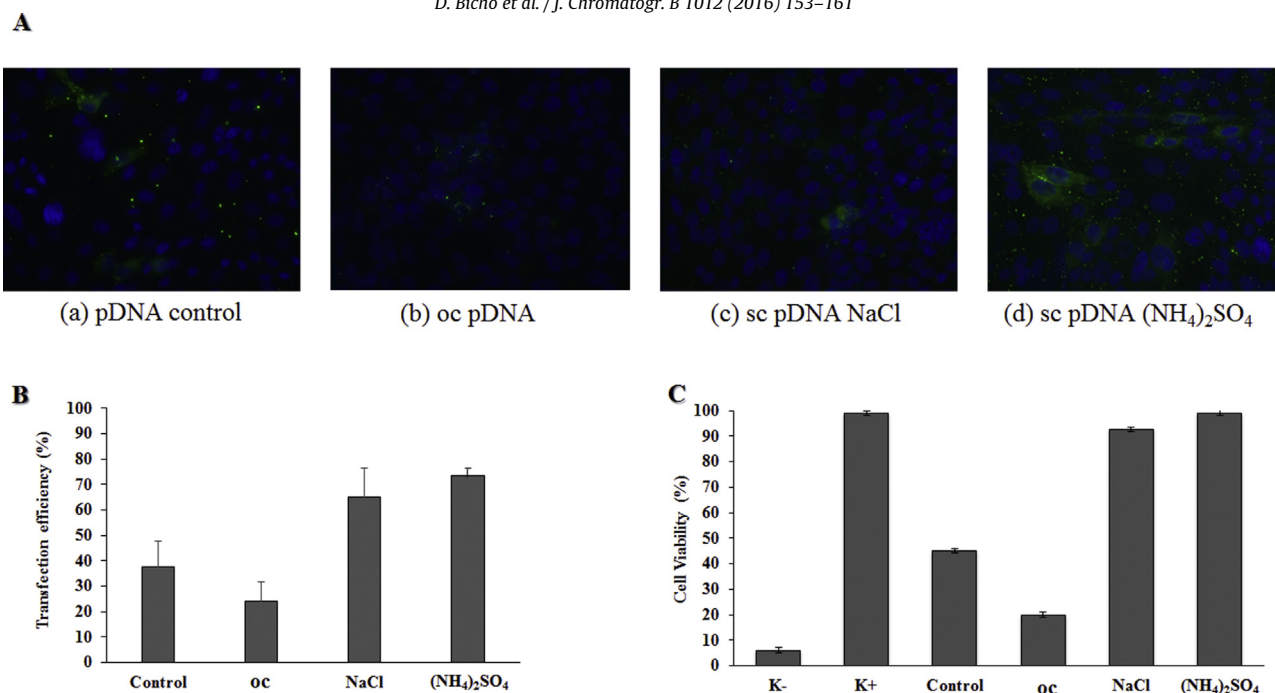 D. Bicho et al. / J. Chromatogr. B 1012 (2016) 153–161
A
(a) pDNA control
(b) oc pDNA
(c) sc pDNA NaCl
(d) sc pDNA (NH₄)₂SO₄
B
Transfection efficiency (%)
100
90
80
70
60
50
40
30
20
10
0
Control
oc
NaCl
(NH₄)₂SO₄
C
Cell Viability (%)
100
90
80
70
60
50
40
30
20
10
0
K-
K+
Control
oc
NaCl
(NH₄)₂SO₄